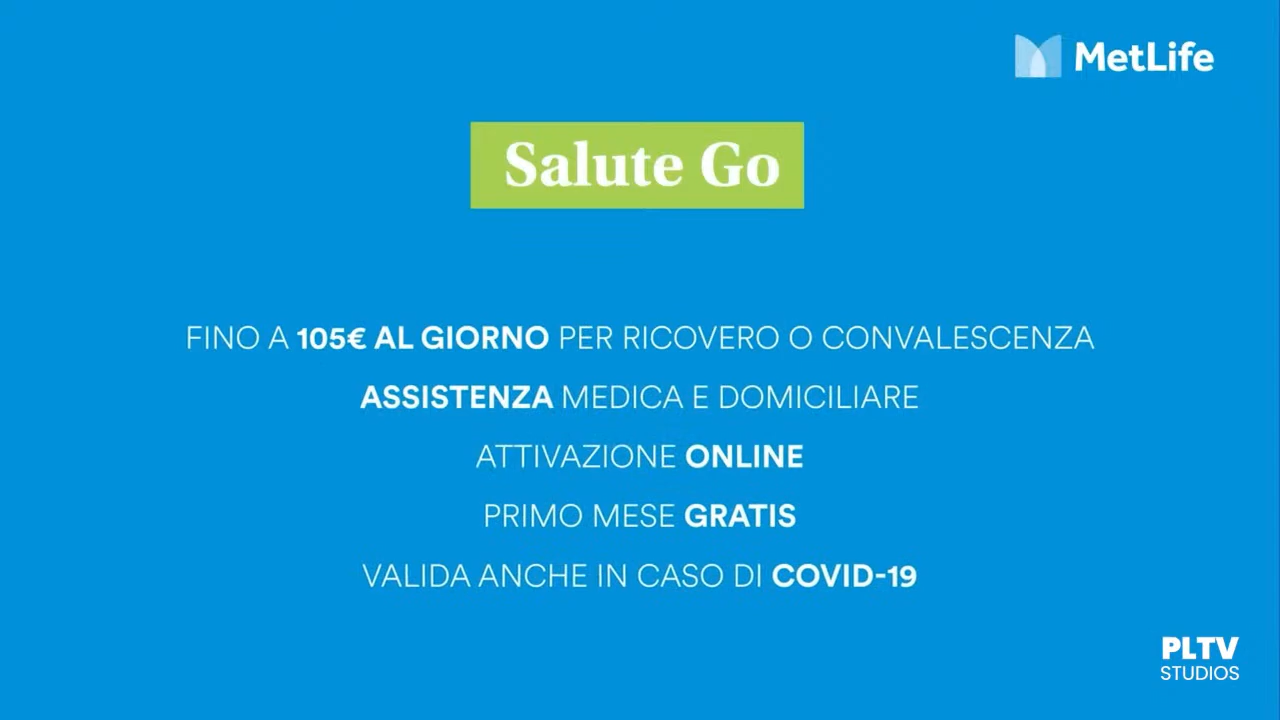 MetLife
Salute Go
FINO A 105€ AL GIORNO PER RICOVERO O CONVALESCENZA
ASSISTENZA MEDICA E DOMICILIARE
ATTIVAZIONE ONLINE
PRIMO MESE GRATIS
VALIDA ANCHE IN CASO DI COVID-19
PLTV
STUDIOS